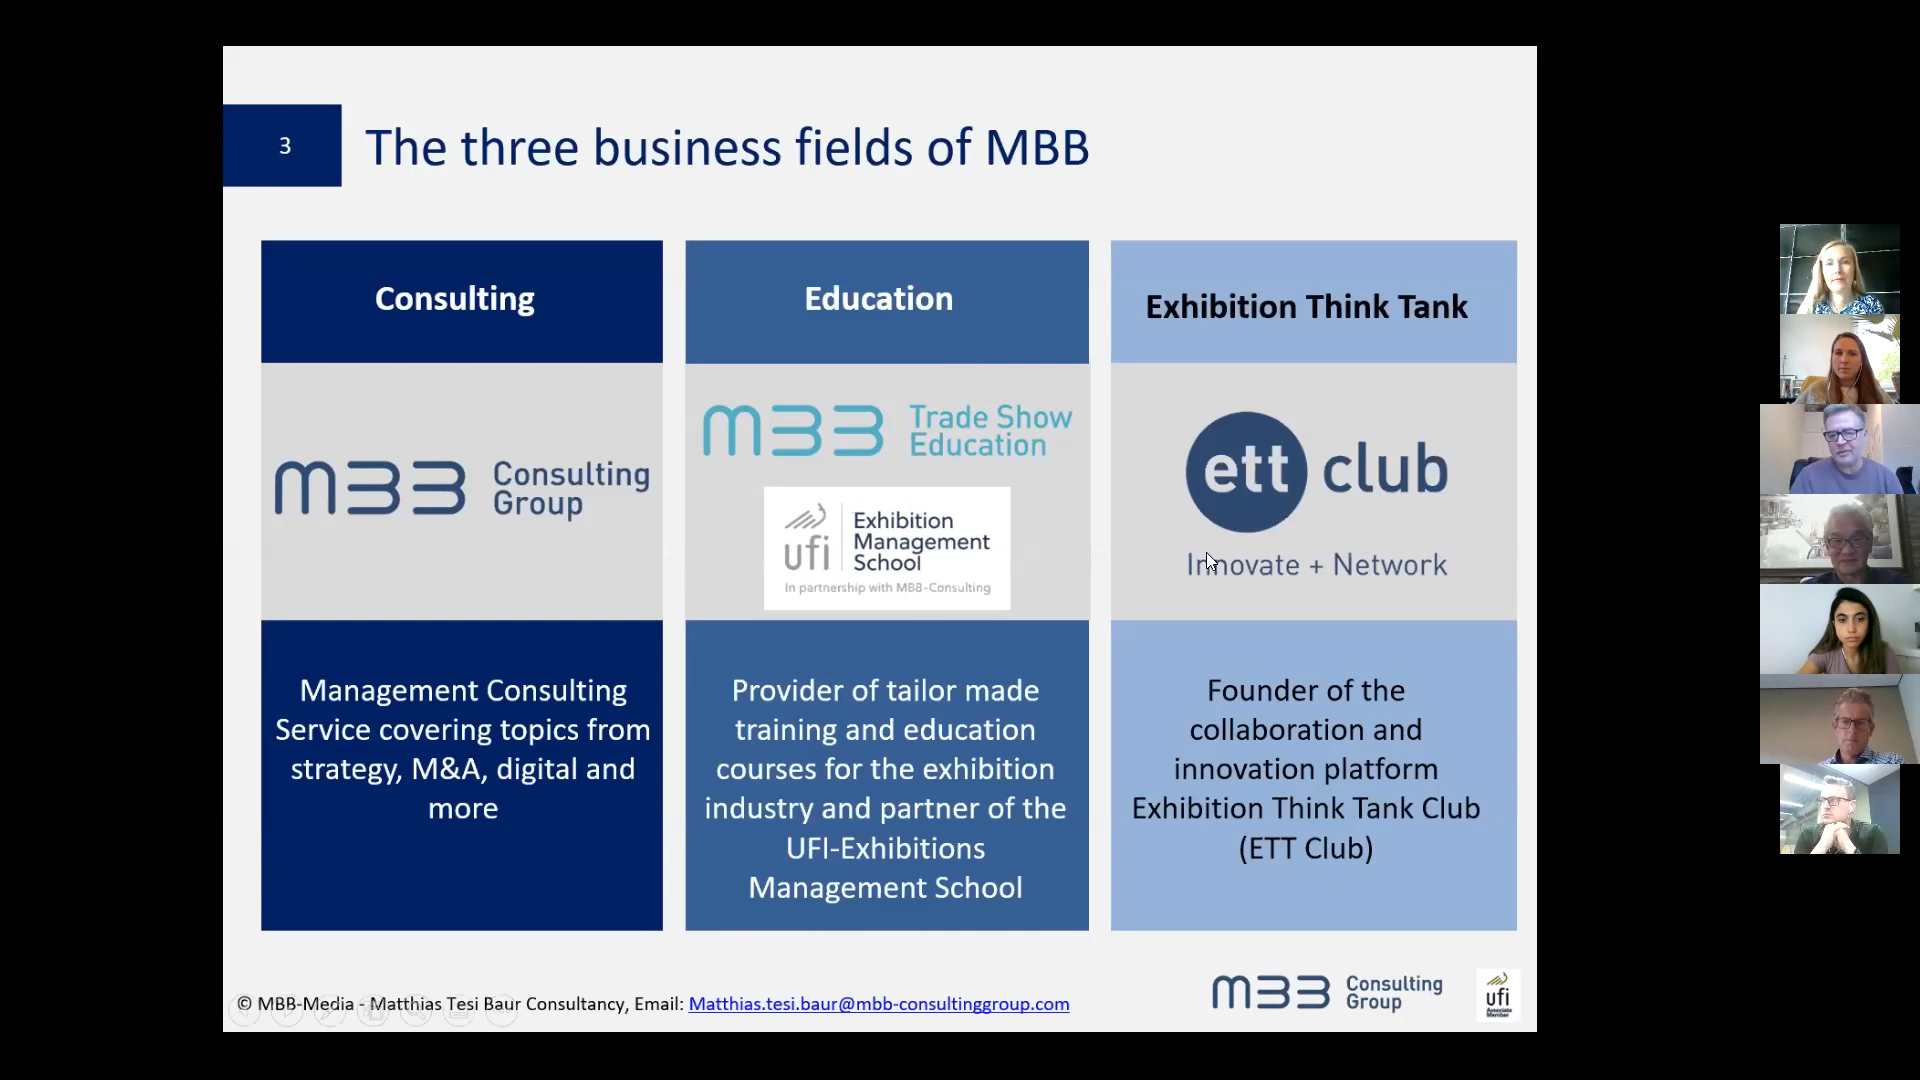 3
The three business fields of MBB
Consulting
mBB Consulting
Group
Management Consulting
Service covering topics from
strategy, M&A, digital and
more
Education
mBB Trade Show
Education
ufi Exhibition
Management
School
In partnership with MBB-Consulting
Provider of tailor made
training and education
courses for the exhibition
industry and partner of the
UFI-Exhibitions
Management School
Exhibition Think Tank
ett club
Innovate + Network
Founder of the
collaboration and
innovation platform
Exhibition Think Tank Club
(ETT Club)
© MBB-Media - Matthias Tesi Baur Consultancy, Email: Matthias.tesi.baur@mbb-consultinggroup.com
mBB Consulting
Group
ufi
Associate
Member